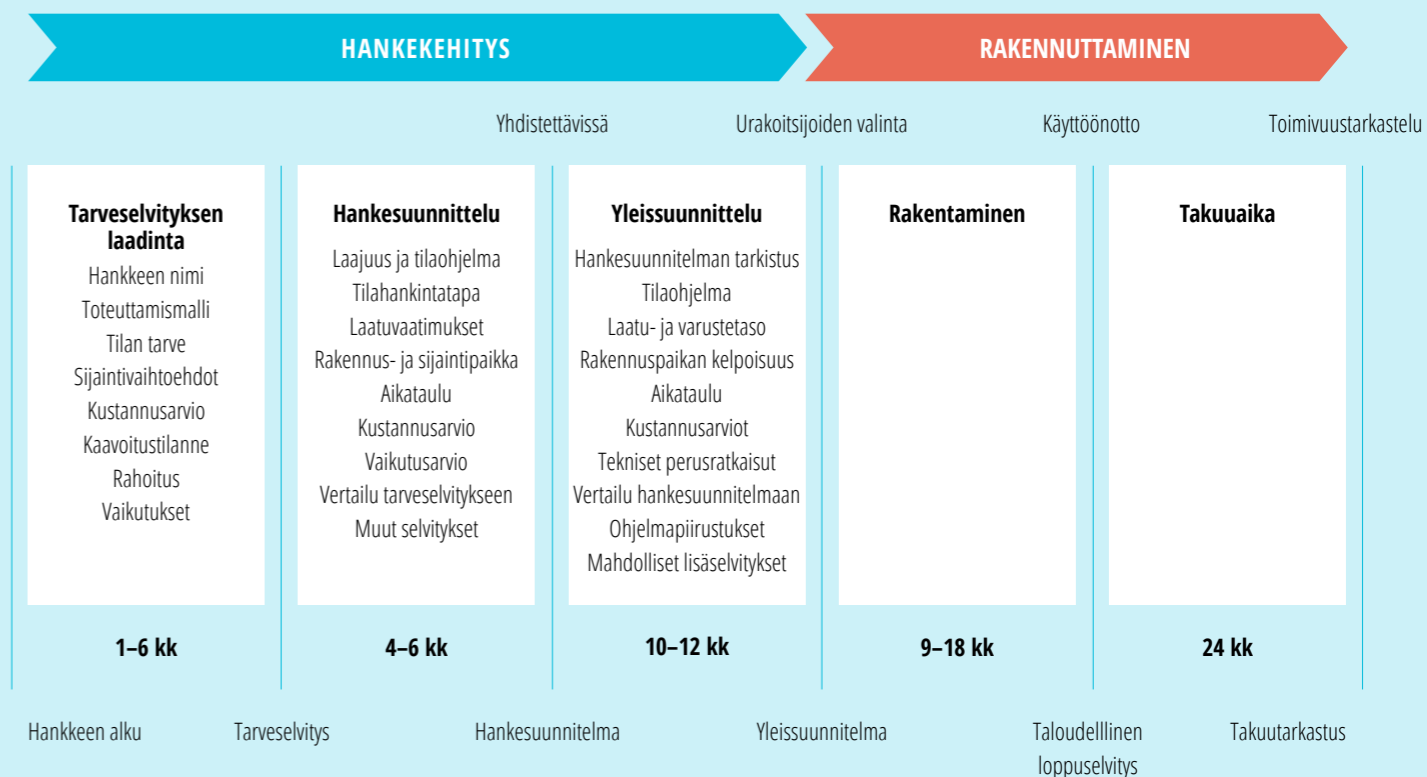 HANKEKEHITYS
RAKENNUTTAMINEN
Yhdistettävissä
Urakoitsijoiden valinta
Käyttöönotto
Toimivuustarkastelu
Tarveselvityksen
laadinta
Hankkeen nimi
Toteuttamismalli
Tilan tarve
Sijaintivaihtoehdot
Kustannusarvio
Kaavoitustilanne
Rahoitus
Vaikutukset
Hankesuunnittelu
Laajuus ja tilaohjelma
Tilahankintatapa
Laatuvaatimukset
Rakennus- ja sijaintipaikka
Aikataulu
Kustannusarvio
Vaikutusarvio
Vertailu tarveselvitykseen
Muut selvitykset
Yleissuunnittelu
Hankesuunnitelman tarkistus
Tilaohjelma
Laatu- ja varustetaso
Rakennuspaikan kelpoisuus
Aikataulu
Kustannusarviot
Tekniset perusratkaisut
Vertailu hankesuunnitelmaan
Ohjelmapiirustukset
Mahdolliset lisäselvitykset
Rakentaminen
Takuuaika
1–6 kk
4–6 kk
10–12 kk
9–18 kk
24 kk
Hankkeen alku
Tarveselvitys
Hankesuunnitelma
Yleissuunnitelma
Taloudelllinen
loppuselvitys
Takuutarkastus